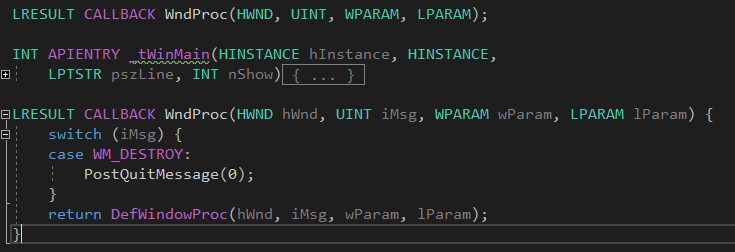 LRESULT CALLBACK WndProc(HWND, UINT, WPARAM, LPARAM);
INT APIENTRY _tWinMain(HINSTANCE hInstance, HINSTANCE,
LPTSTR pszLine, INT nShow){ ... }
LRESULT CALLBACK WndProc(HWND hWnd, UINT iMsg, WPARAM wParam, LPARAM lParam) {
switch (iMsg) {
case WM_DESTROY:
PostQuitMessage(0);
}
return DefWindowProc(hWnd, iMsg, wParam, lParam);
}